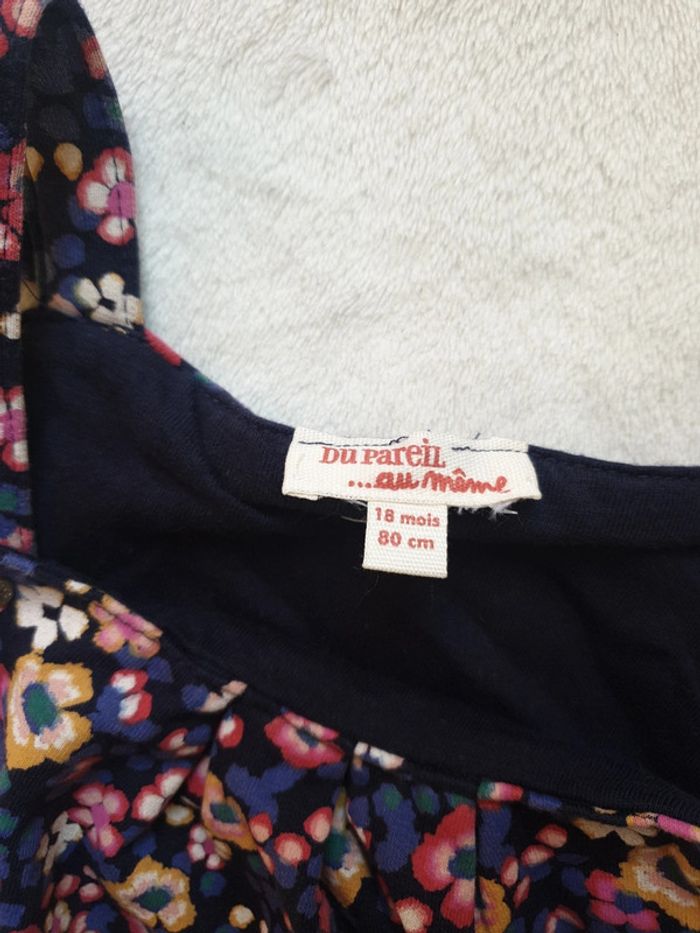 Du Pareil
...au même
18 mois
80 cm